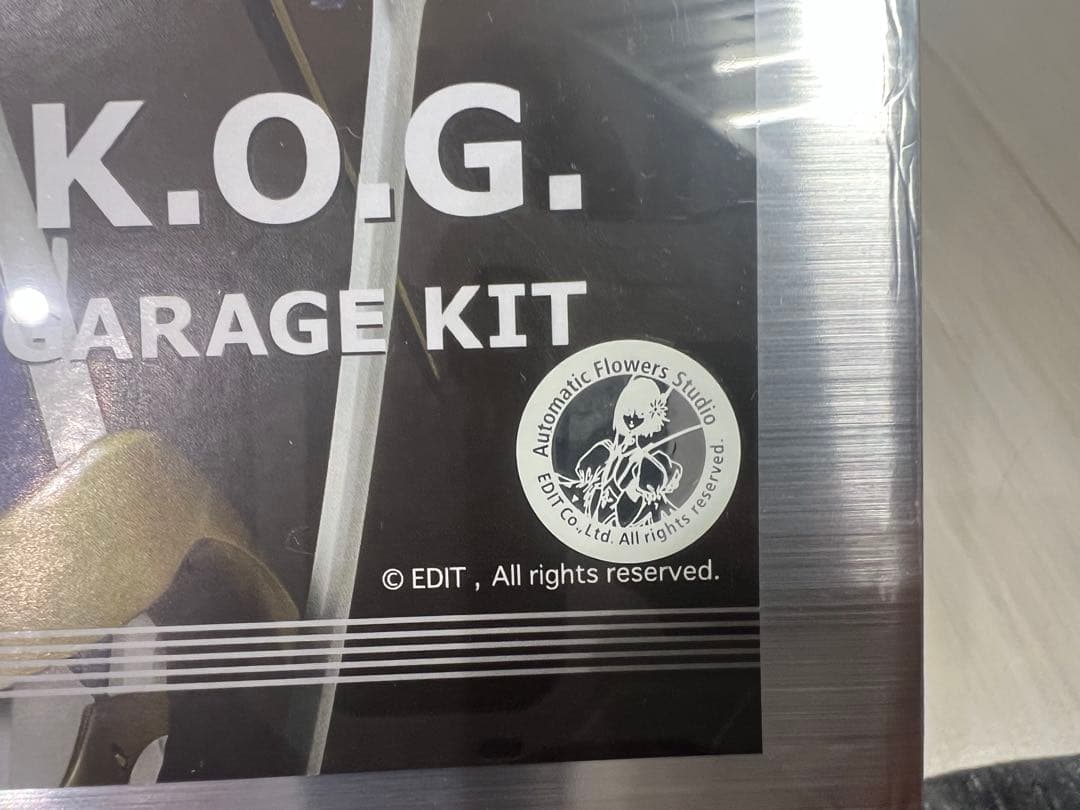 K.O.G.
GARAGE KIT
Automatic Flowers Studio
EDIT Co., Ltd. All rights reserved.
© EDIT , All rights reserved.